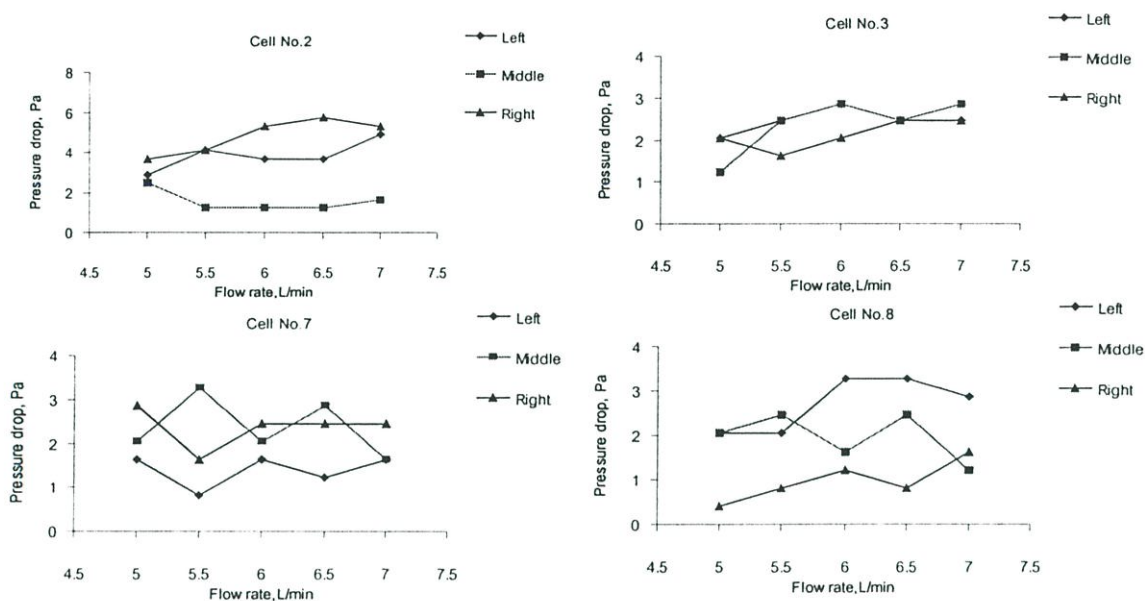 Cell No.2
Left
Middle
Right
Pressure drop, Pa
8
6
4
2
0
4.5 5 5.5 6 6.5 7 7.5
Flow rate,L/min
Cell No.3
Left
Middle
Right
Pressure drop, Pa
4
3
2
1
0
4.5 5 5.5 6 6.5 7 7.5
Flow rate,L/min
Cell No.7
Left
Middle
Right
Pressure drop, Pa
4
3
2
1
0
4.5 5 5.5 6 6.5 7 7.5
Flow rate,L/min
Cell No.8
Left
Middle
Right
Pressure drop, Pa
4
3
2
1
0
4.5 5 5.5 6 6.5 7 7.5
Flow rate,L/min